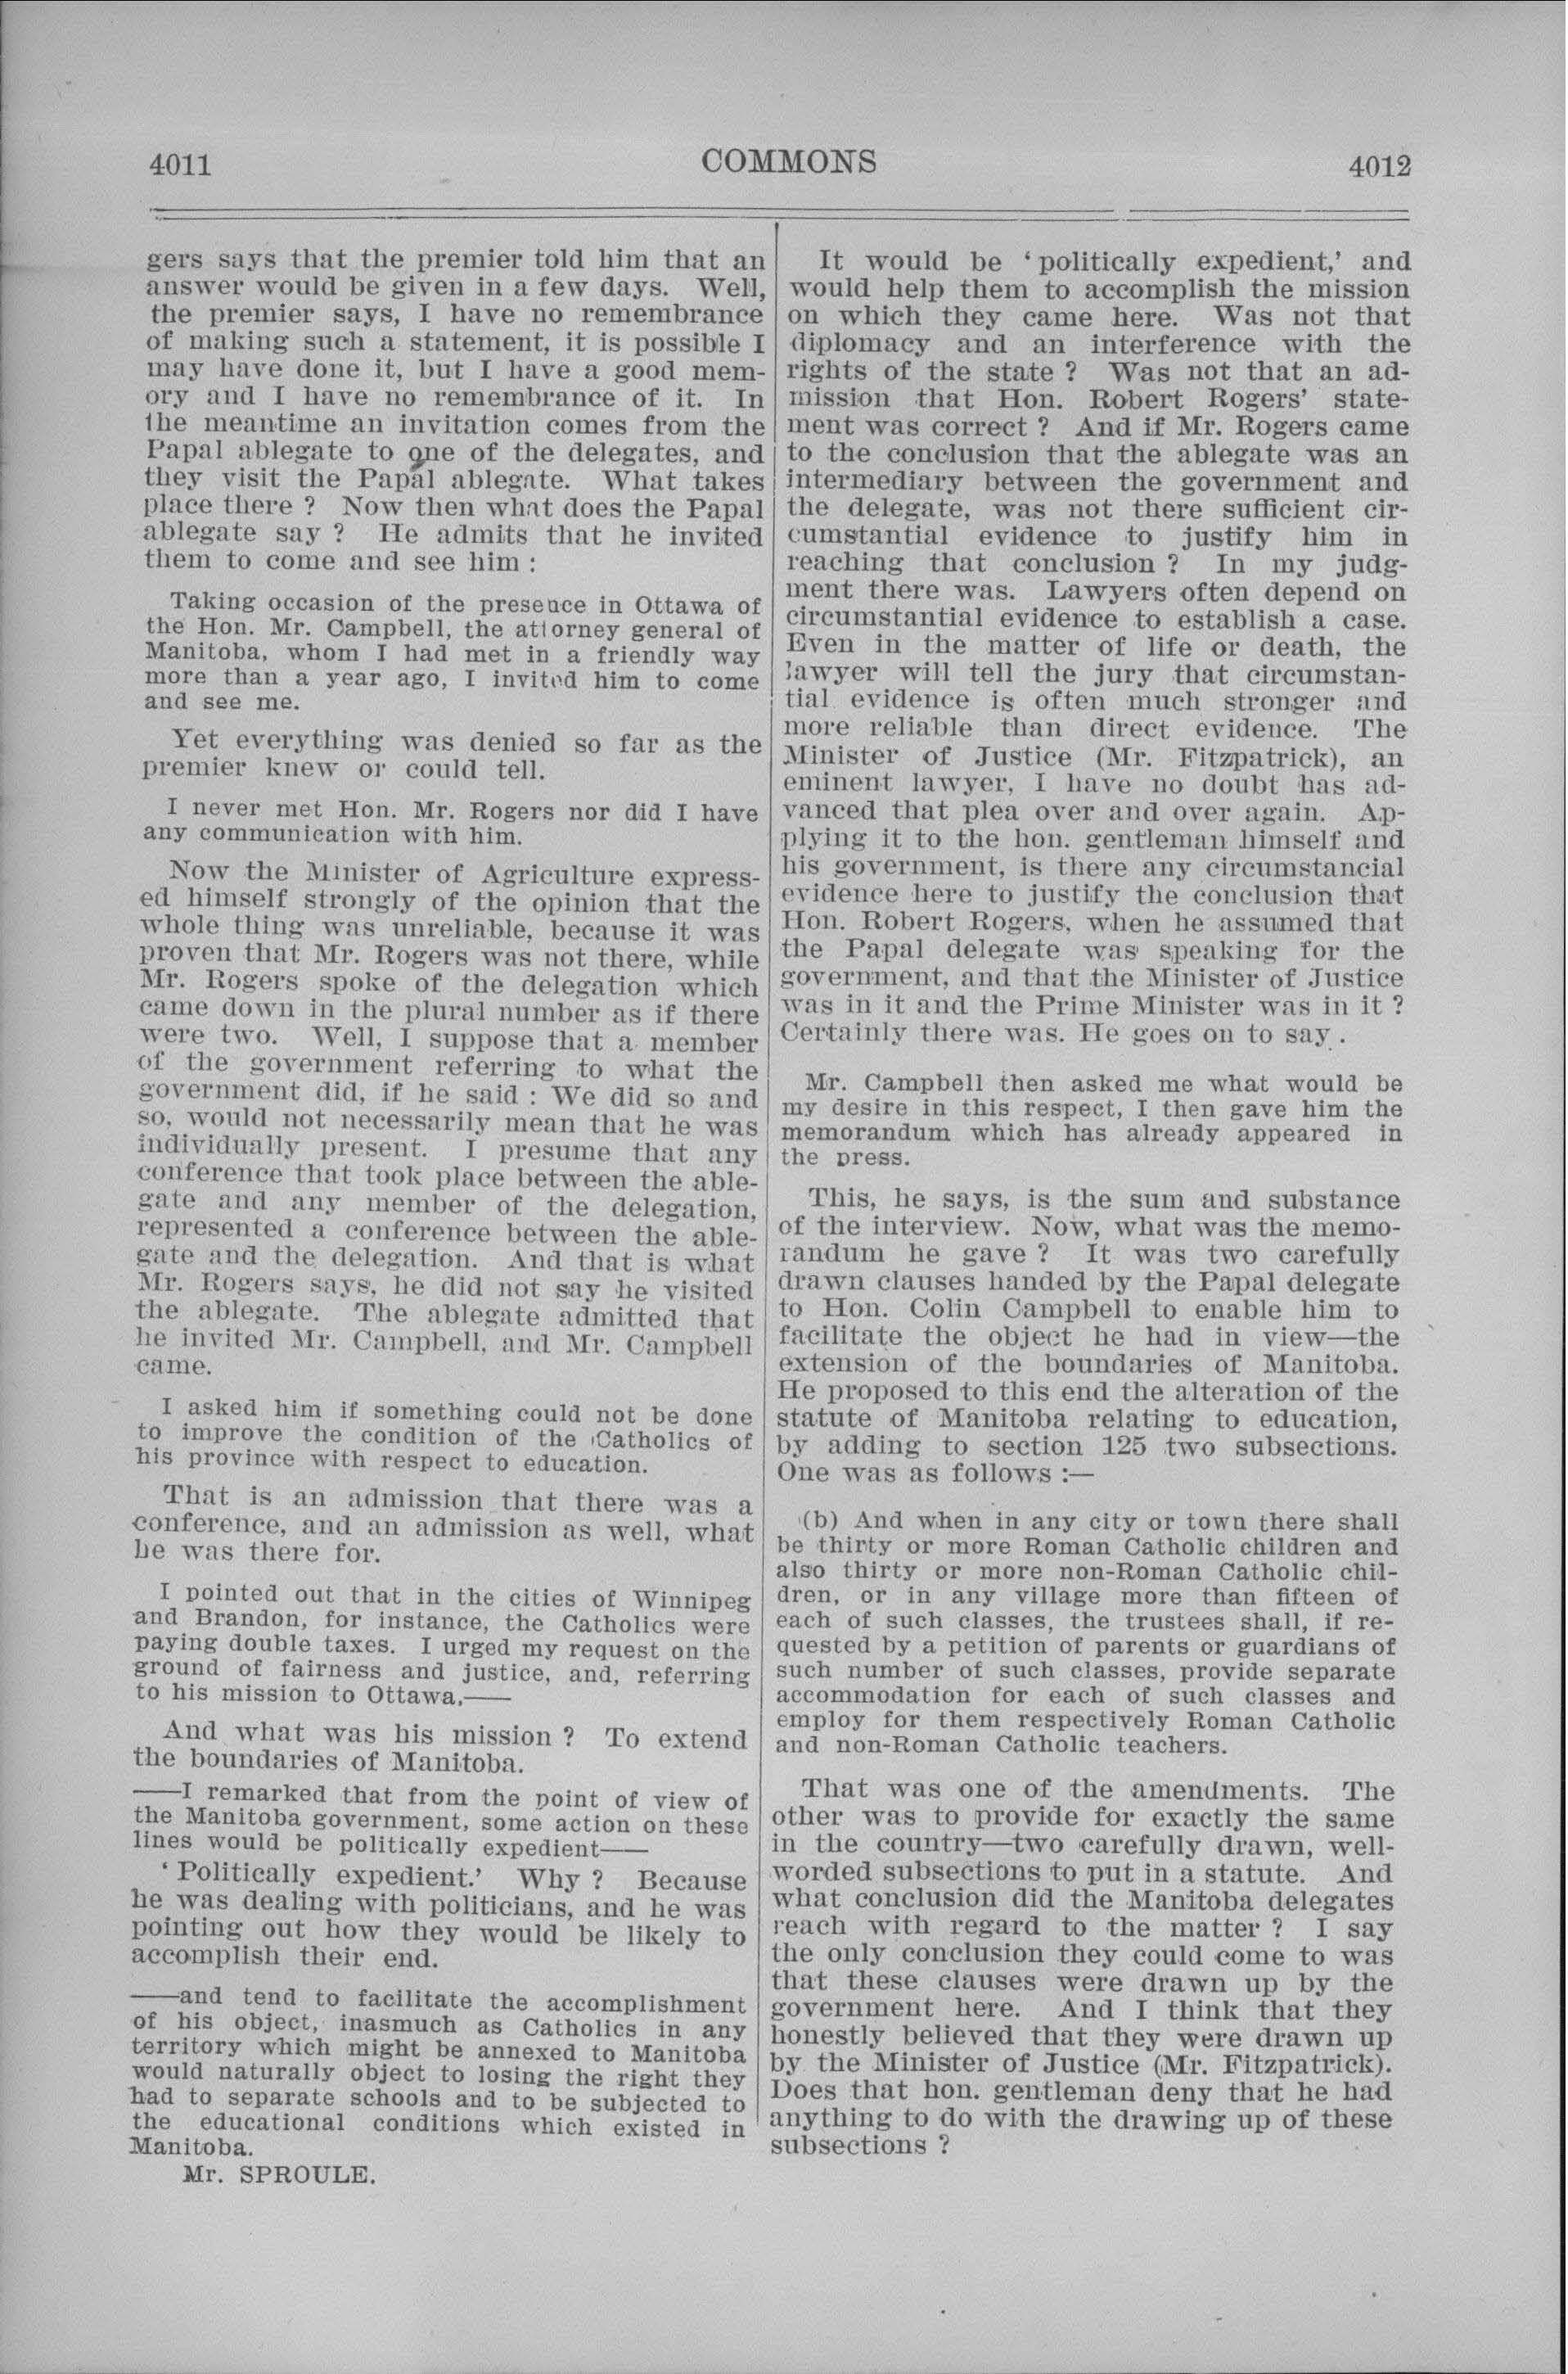 4011
COMMONS
4012
gers says that the premier told him that an
answer would be given in a few days. Well,
the premier says, I have no remembrance
of making such a statement, it is possible I
may have done it, but I have a good mem-
ory and I have no remembrance of it. In
the meantime an invitation comes from the
Papal ablegate to one of the delegates, and
they visit the Papal ablegate. What takes
place there ? Now then what does the Papal
ablegate say ? He admits that he invited
them to come and see him :
Taking occasion of the presence in Ottawa of
the Hon. Mr. Campbell, the attorney general of
Manitoba, whom I had met in a friendly way
more than a year ago, I invited him to come
and see me.
Yet everything was denied so far as the
premier knew or could tell.
I never met Hon. Mr. Rogers nor did I have
any communication with him.
Now the Minister of Agriculture express-
ed himself strongly of the opinion that the
whole thing was unreliable, because it was
proven that Mr. Rogers was not there, while
Mr. Rogers spoke of the delegation which
came down in the plural number as if there
were two. Well, I suppose that a member
of the government referring to what the
government did, if he said : We did so and
so, would not necessarily mean that he was
individually present. I presume that any
conference that took place between the able-
gate and any member of the delegation,
represented a conference between the able-
gate and the delegation. And that is what
Mr. Rogers says, he did not say he visited
the ablegate. The ablegate admitted that
he invited Mr. Campbell, and Mr. Campbell
came.
I asked him if something could not be done
to improve the condition of the Catholics of
his province with respect to education.
That is an admission that there was a
conference, and an admission as well, what
he was there for.
I pointed out that in the cities of Winnipeg
and Brandon, for instance, the Catholics were
paying double taxes. I urged my request on the
ground of fairness and justice, and, referring
to his mission to Ottawa,——
And what was his mission ? To extend
the boundaries of Manitoba.
——I remarked that from the point of view of
the Manitoba government, some action on these
lines would be politically expedient——
‘ Politically expedient.’ Why ? Because
he was dealing with politicians, and he was
pointing out how they would be likely to
accomplish their end.
——and tend to facilitate the accomplishment
of his object, inasmuch as Catholics in any
territory which might be annexed to Manitoba
would naturally object to losing the right they
had to separate schools and to be subjected to
the educational conditions which existed in
Manitoba.
Mr. SPROULE.
It would be ‘ politically expedient,’ and
would help them to accomplish the mission
on which they came here. Was not that
diplomacy and an interference with the
rights of the state ? Was not that an ad-
mission that Hon. Robert Rogers’ state-
ment was correct ? And if Mr. Rogers came
to the conclusion that the ablegate was an
intermediary between the government and
the delegate, was not there sufficient cir-
cumstantial evidence to justify him in
reaching that conclusion ? In my judg-
ment there was. Lawyers often depend on
circumstantial evidence to establish a case.
Even in the matter of life or death, the
lawyer will tell the jury that circumstan-
tial evidence is often much stronger and
more reliable than direct evidence. The
Minister of Justice (Mr. Fitzpatrick), an
eminent lawyer, I have no doubt has ad-
vanced that plea over and over again. Ap-
plying it to the hon. gentleman himself and
his government, is there any circumstancial
evidence here to justify the conclusion that
Hon. Robert Rogers, when he assumed that
the Papal delegate was speaking for the
government, and that the Minister of Justice
was in it and the Prime Minister was in it ?
Certainly there was. He goes on to say .
Mr. Campbell then asked me what would be
my desire in this respect, I then gave him the
memorandum which has already appeared in
the press.
This, he says, is the sum and substance
of the interview. Now, what was the memo-
randum he gave ? It was two carefully
drawn clauses handed by the Papal delegate
to Hon. Colin Campbell to enable him to
facilitate the object he had in view—the
extension of the boundaries of Manitoba.
He proposed to this end the alteration of the
statute of Manitoba relating to education,
by adding to section 125 two subsections.
One was as follows :—
(b) And when in any city or town there shall
be thirty or more Roman Catholic children and
also thirty or more non-Roman Catholic chil-
dren, or in any village more than fifteen of
each of such classes, the trustees shall, if re-
quested by a petition of parents or guardians of
such number of such classes, provide separate
accommodation for each of such classes and
employ for them respectively Roman Catholic
and non-Roman Catholic teachers.
That was one of the amendments. The
other was to provide for exactly the same
in the country—two carefully drawn, well-
worded subsections to put in a statute. And
what conclusion did the Manitoba delegates
reach with regard to the matter ? I say
the only conclusion they could come to was
that these clauses were drawn up by the
government here. And I think that they
honestly believed that they were drawn up
by the Minister of Justice (Mr. Fitzpatrick).
Does that hon. gentleman deny that he had
anything to do with the drawing up of these
subsections ?